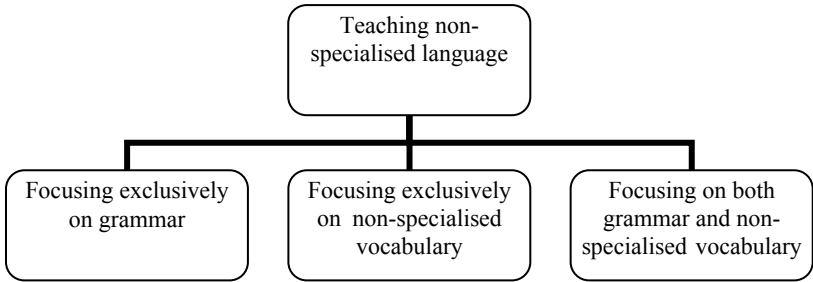 Teaching non-
specialised language
Focusing exclusively
on grammar
Focusing exclusively
on non-specialised
vocabulary
Focusing on both
grammar and non-
specialised vocabulary